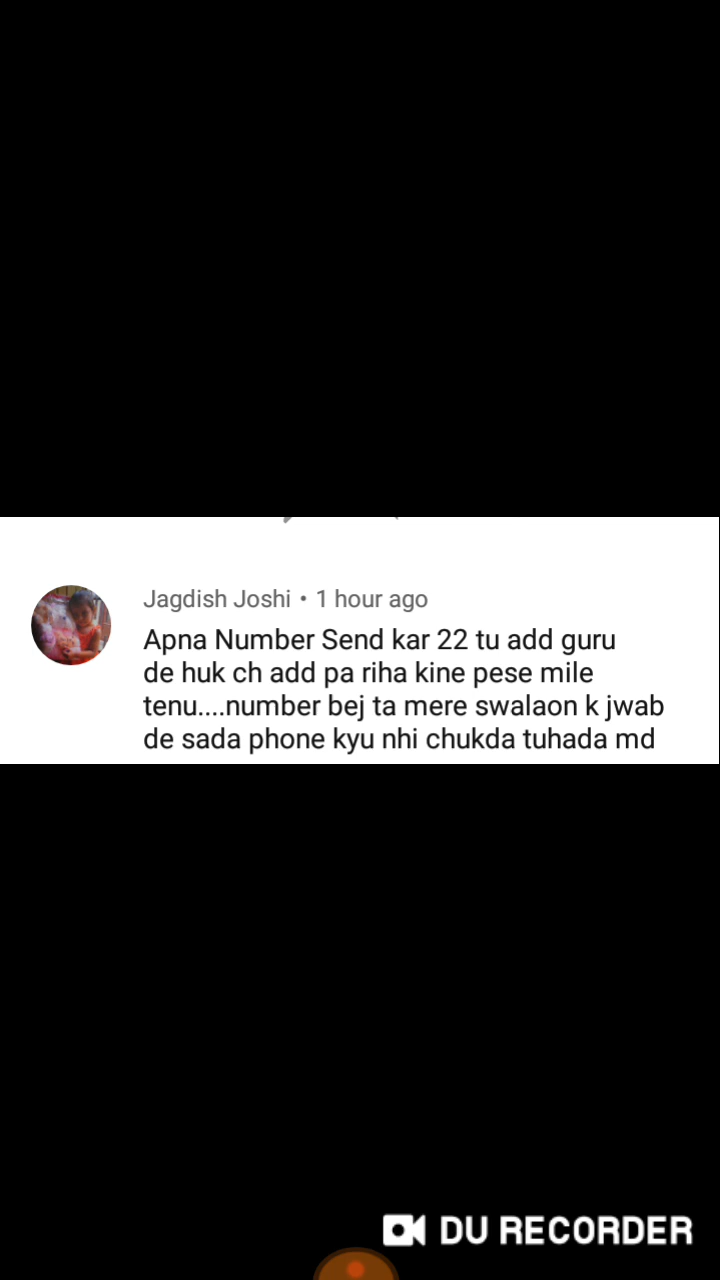 Jagdish Joshi • 1 hour ago
Apna Number Send kar 22 tu add guru
de huk ch add pa riha kine pese mile
tenu....number bej ta mere swalaon k jwab
de sada phone kyu nhi chukda tuhada md
DU RECORDER